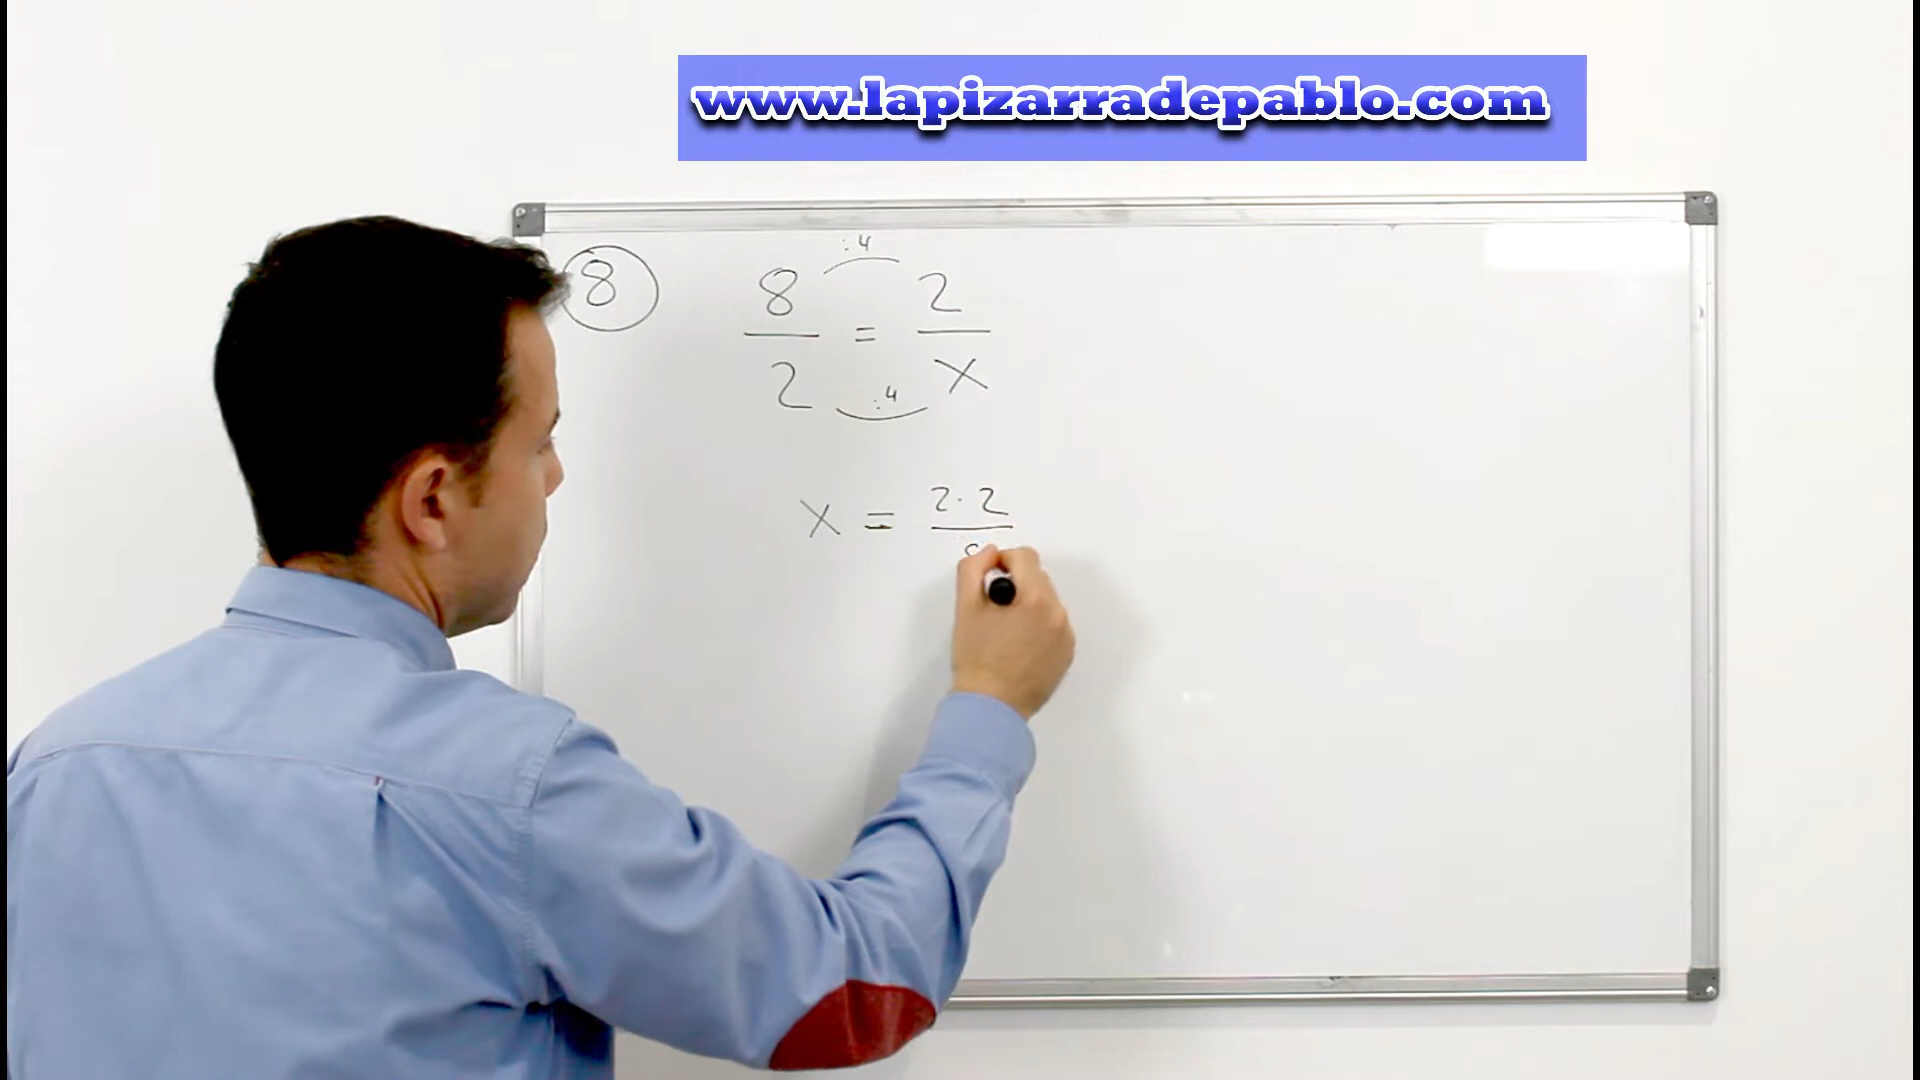 www.lapizarradepablo.com
:4
8
8 2
— = —
2 X
:4
X = 2·2
—